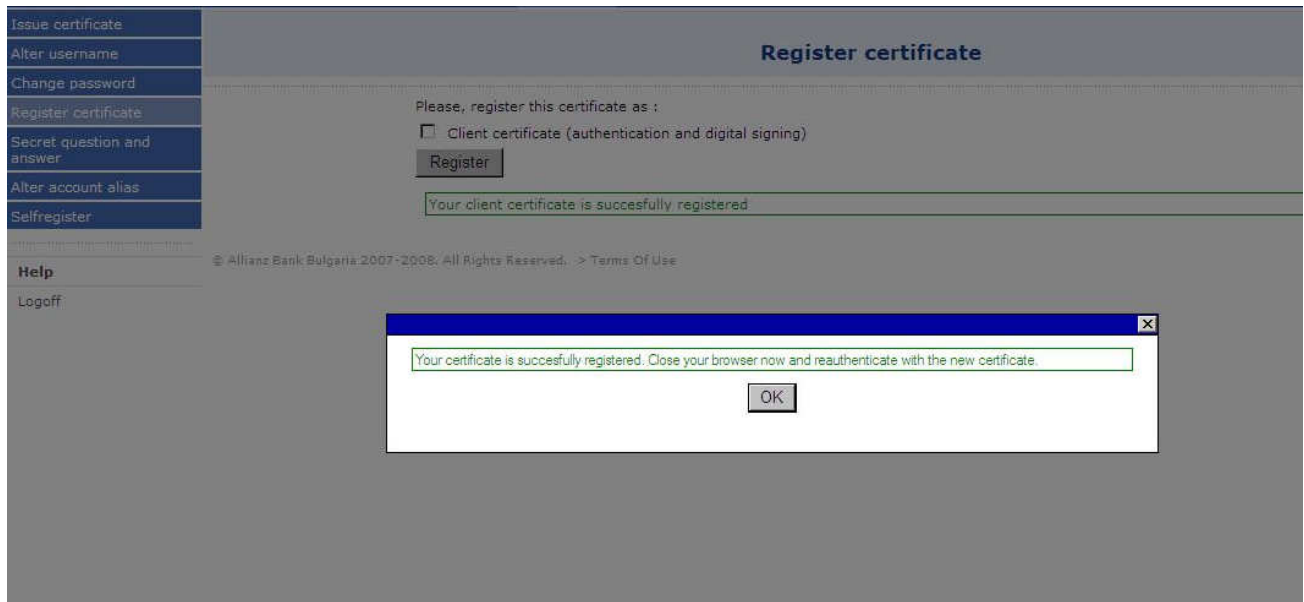 Issue certificate
Alter username
Change password
Register certificate
Secret question and
answer
Alter account alias
Selfregister
Help
Logoff
Register certificate
Please, register this certificate as :
Client certificate (authentication and digital signing)
Register
Your client certificate is succesfully registered
© Allianz Bank Bulgaria 2007-2008. All Rights Reserved. -> Terms Of Use
Your certificate is succesfully registered. Close your browser now and reauthenticate with the new certificate.
OK